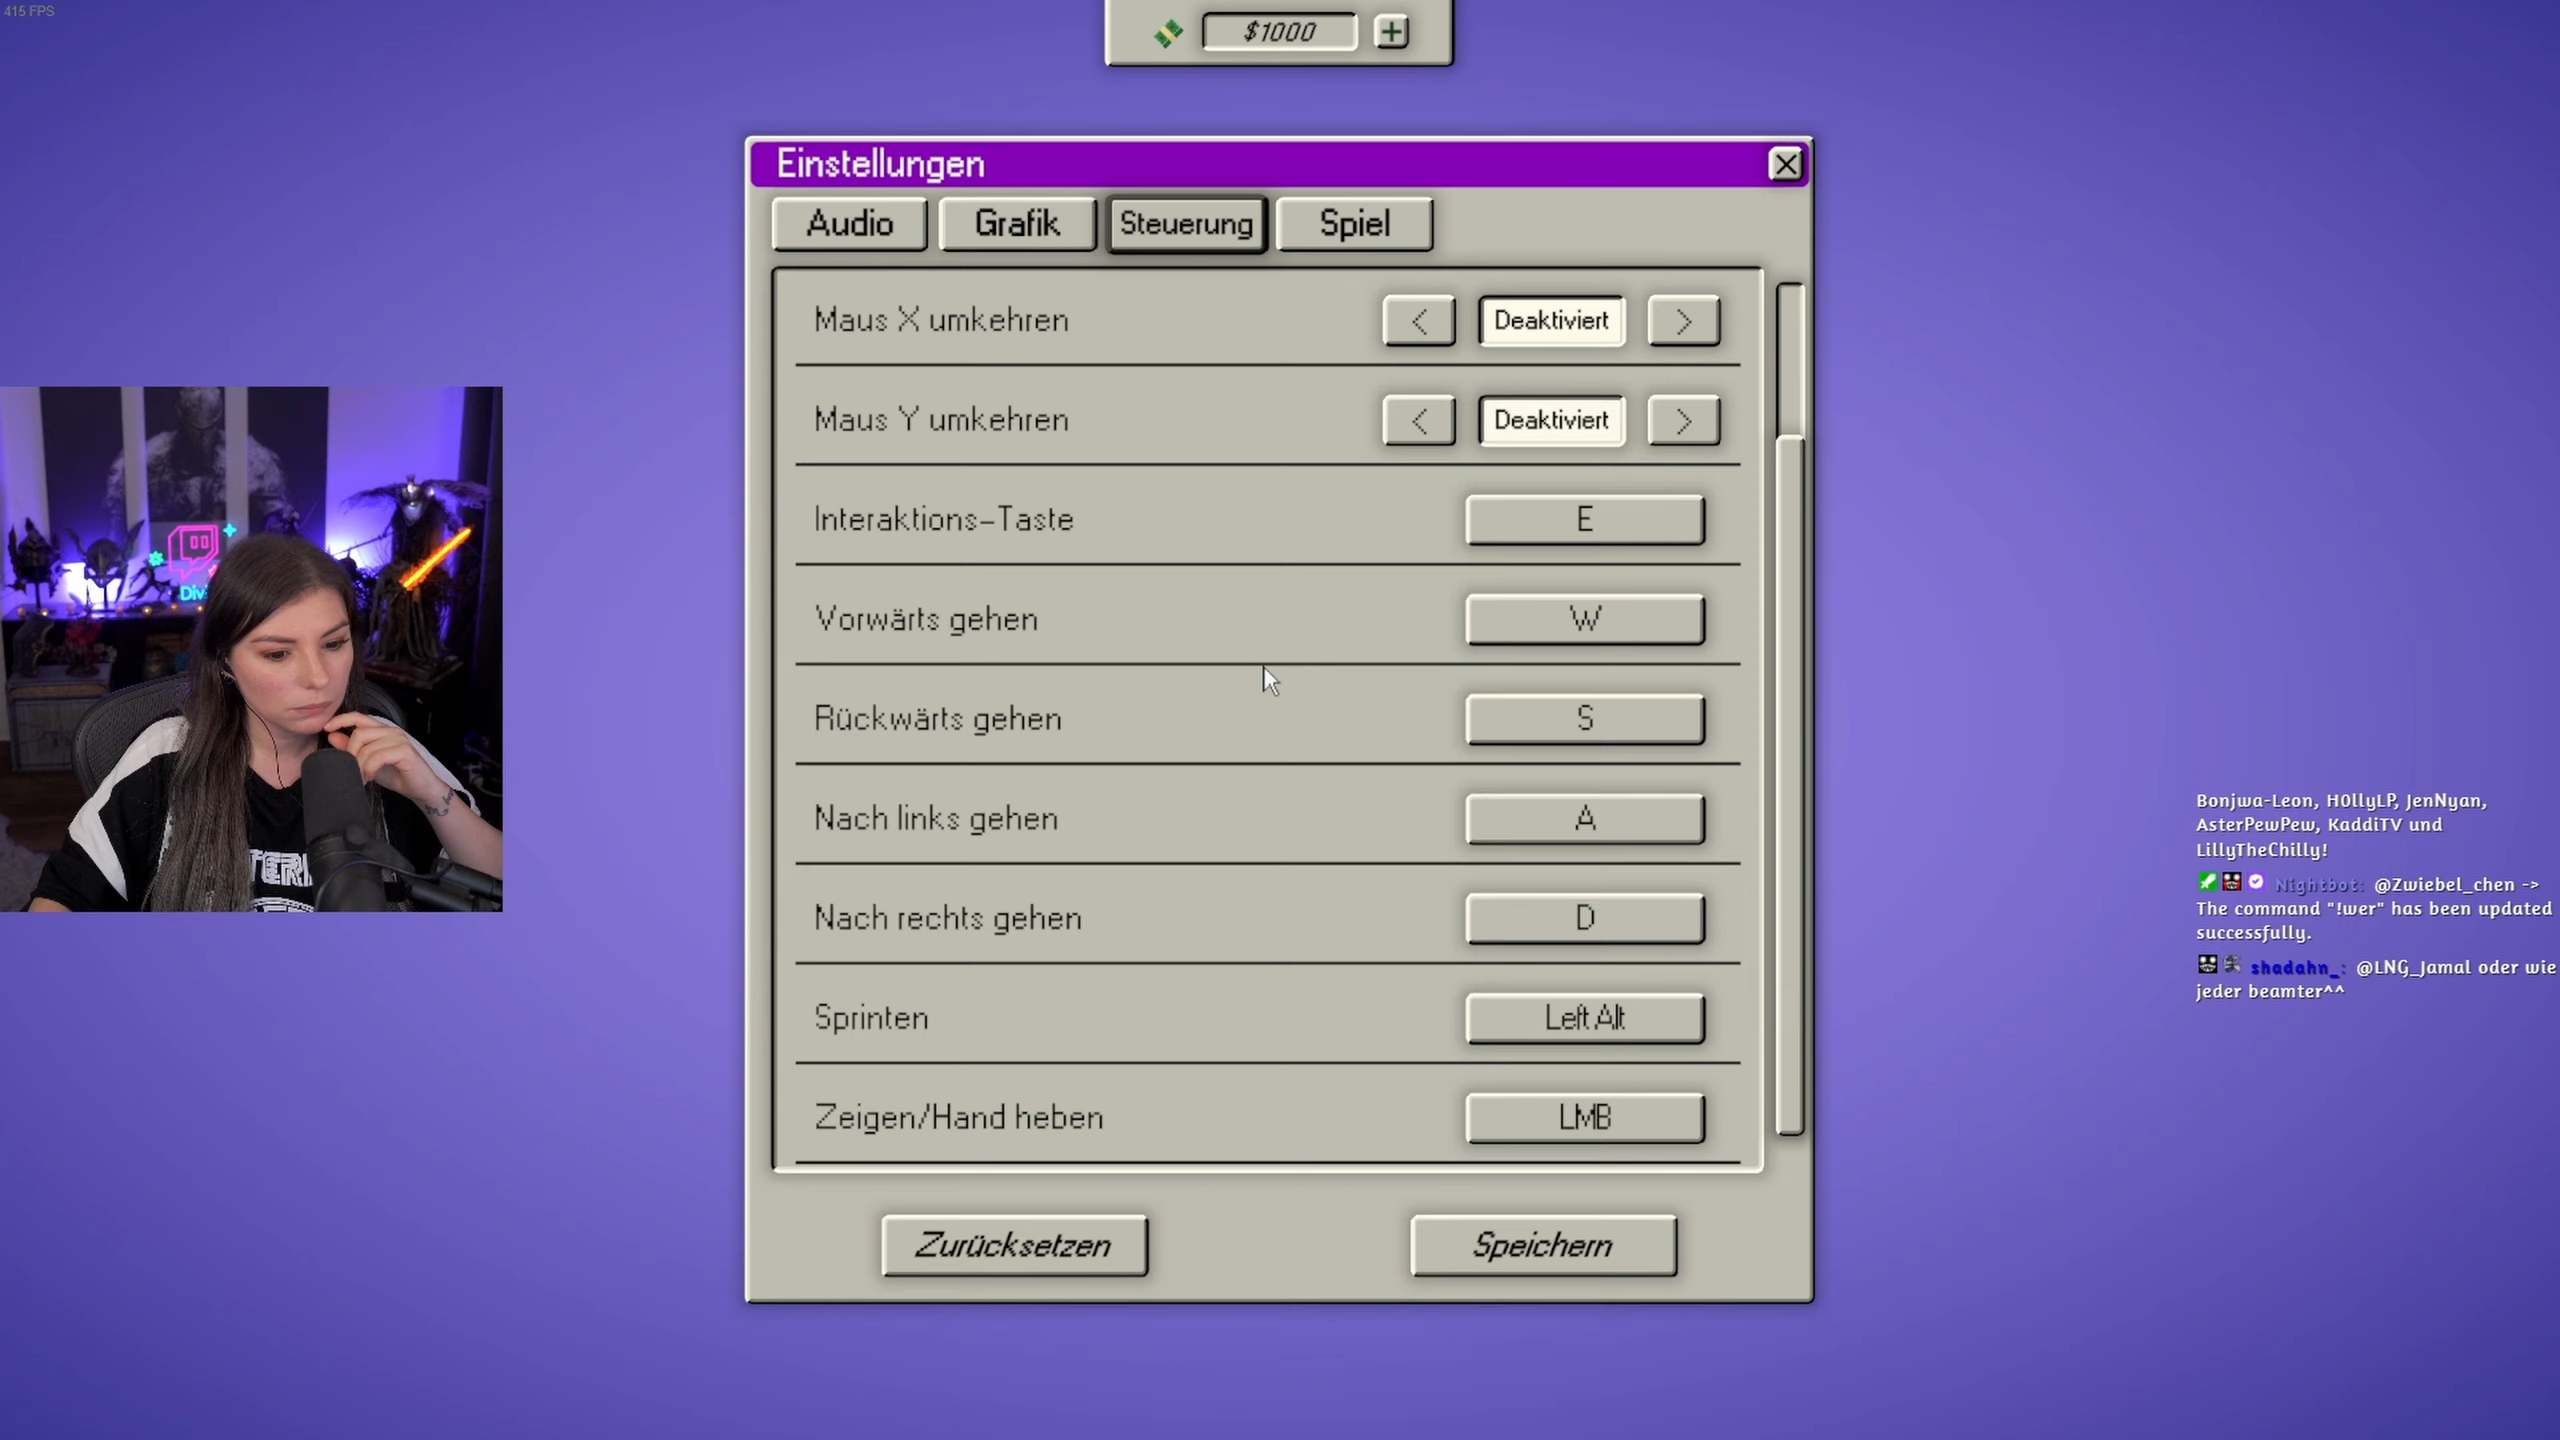 415 FPS
$1000
+
Einstellungen
Audio
Grafik
Steuerung
Spiel
Maus X umkehren
<
Deaktiviert
>
Maus Y umkehren
<
Deaktiviert
>
Interaktions-Taste
E
Vorwärts gehen
W
Rückwärts gehen
S
Nach links gehen
A
Nach rechts gehen
D
Sprinten
Left Alt
Zeigen/Hand heben
LMB
Zurücksetzen
Speichern
Bonjwa-Leon, H0llyLP, JenNyan,
AsterPewPew, KaddiTV und
LillyTheChilly!
Nightbot: @Zwiebel_chen ->
The command "!wer" has been updated
successfully.
shadahn_: @LNG_Jamal oder wie
jeder beamter^^
Div